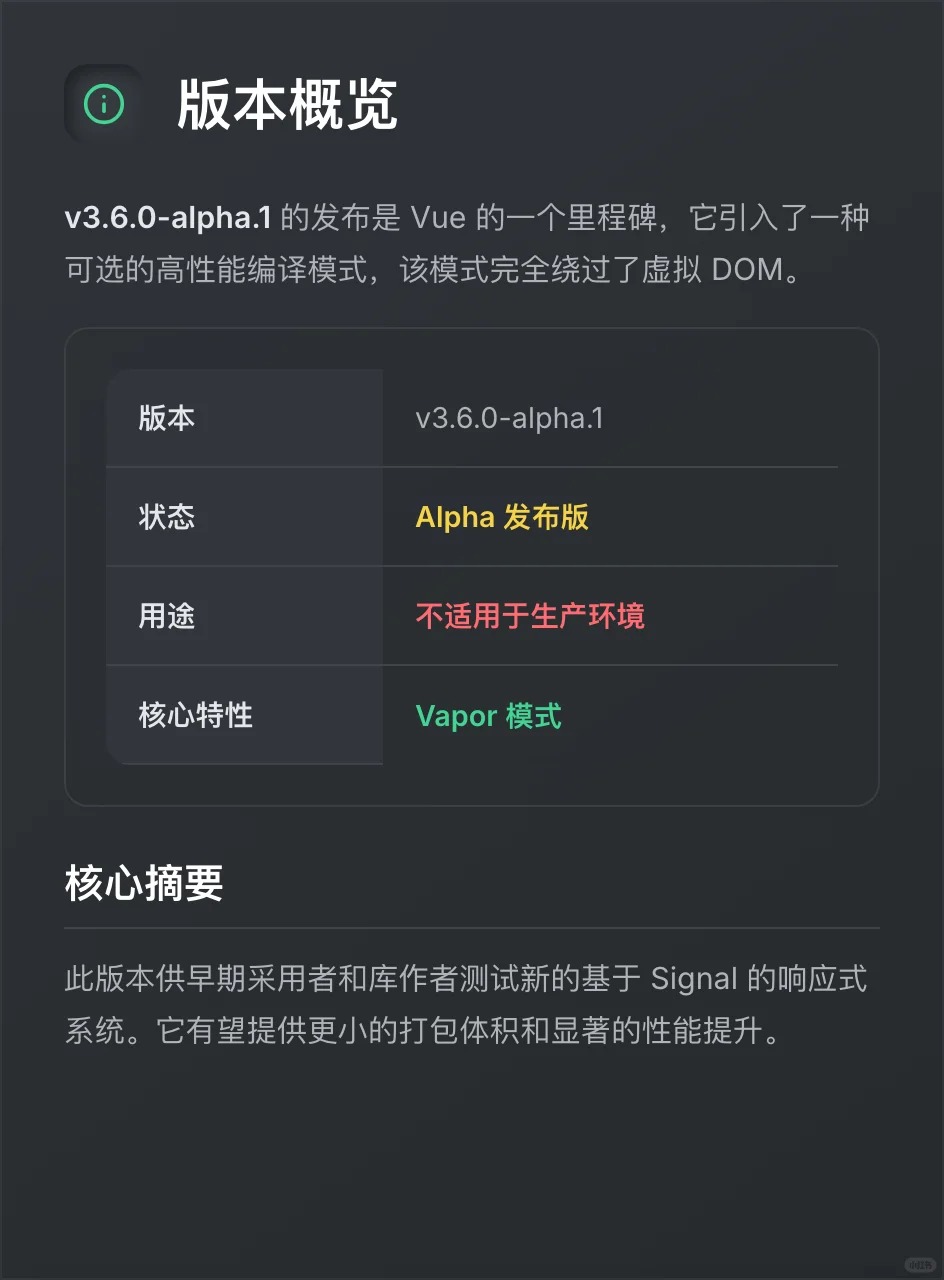 版本概览
v3.6.0-alpha.1 的发布是 Vue 的一个里程碑，它引入了一种
可选的高性能编译模式，该模式完全绕过了虚拟 DOM。
版本 v3.6.0-alpha.1
状态 Alpha 发布版
用途 不适用于生产环境
核心特性 Vapor 模式
核心摘要
此版本供早期采用者和库作者测试新的基于 Signal 的响应式
系统。它有望提供更小的打包体积和显著的性能提升。
小红书